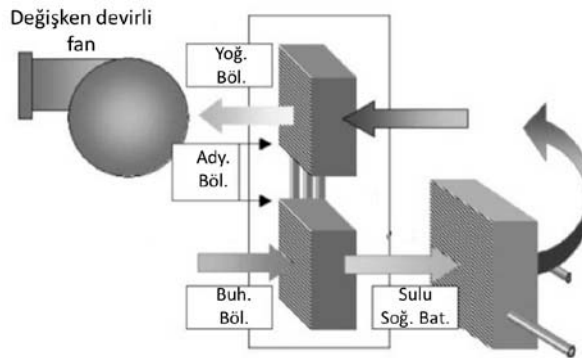 Değişken devirli
fan
Yoğ.
Böl.
Ady.
Böl.
Buh.
Böl.
Sulu
Soğ. Bat.